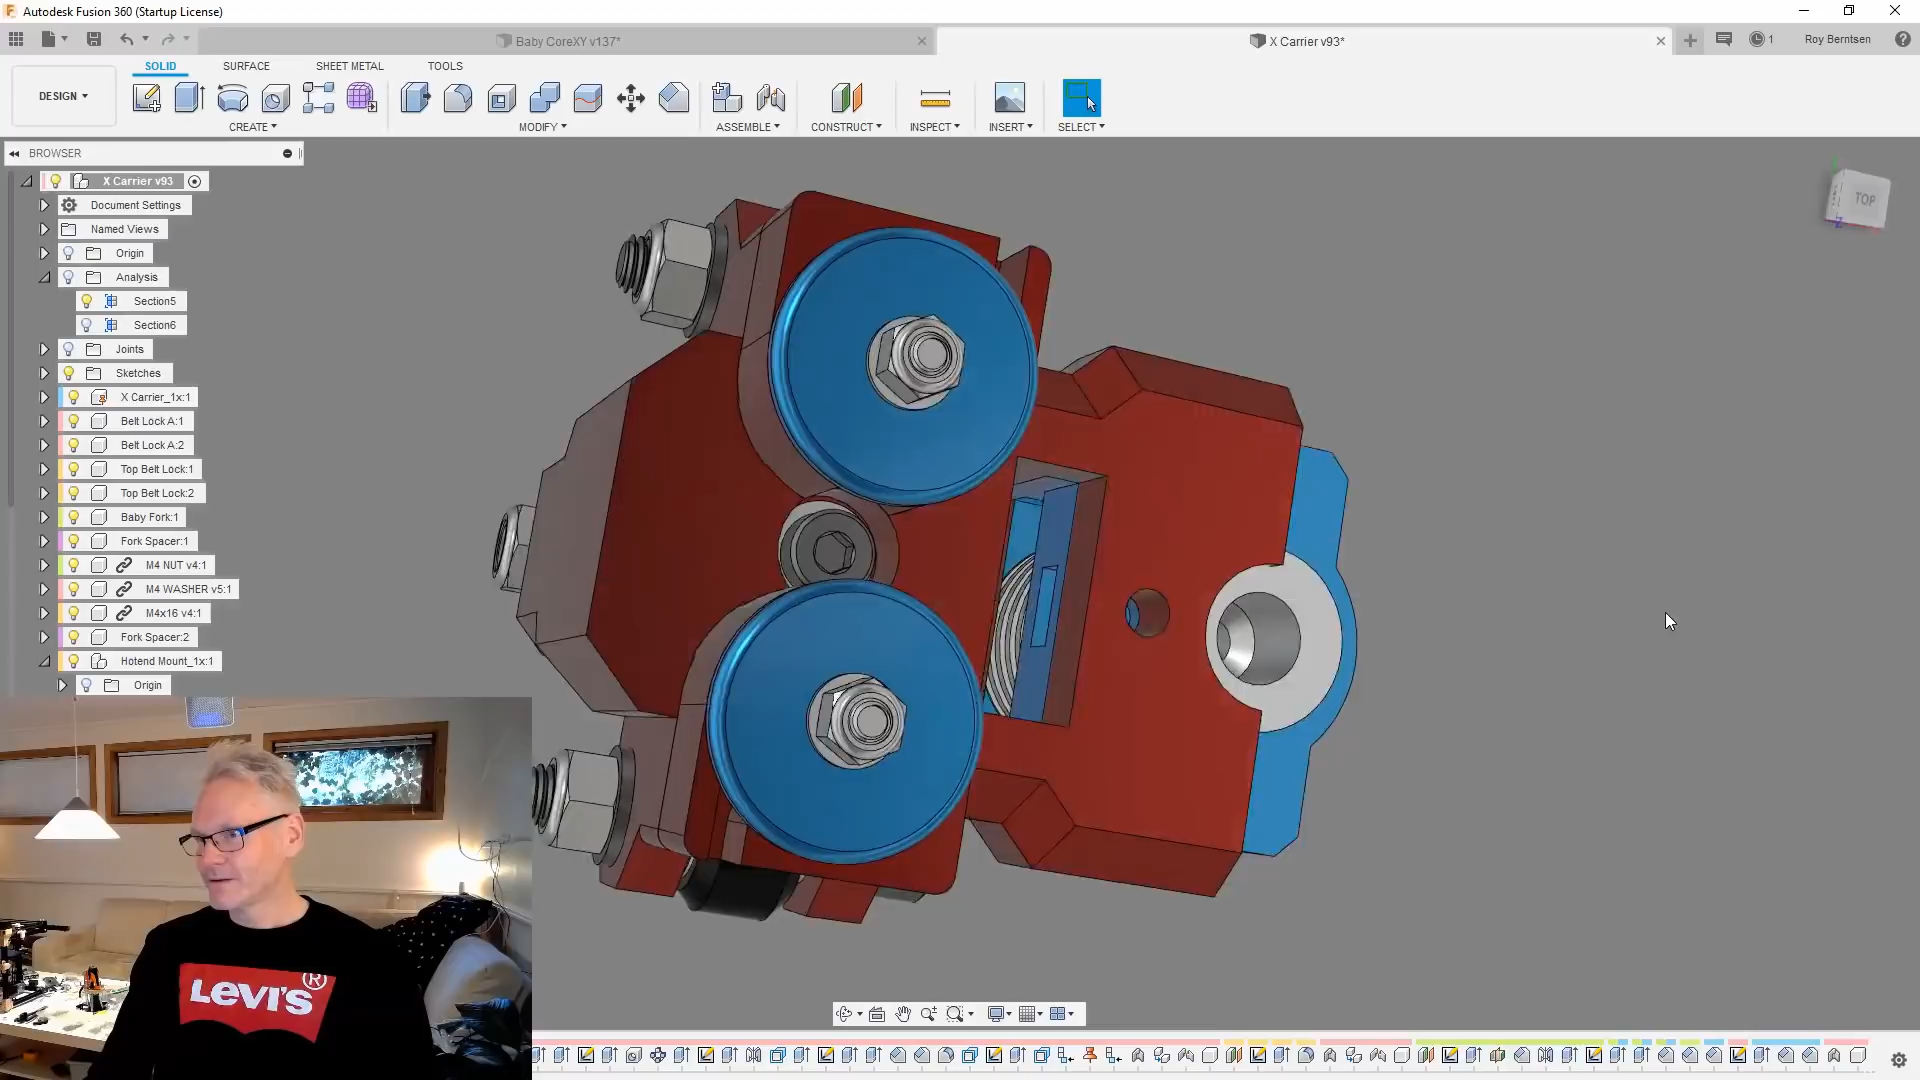 Autodesk Fusion 360 (Startup License)
Baby CoreXY v137*
X Carrier v93*
1
Roy Berntsen
SOLID
SURFACE
SHEET METAL
TOOLS
DESIGN
CREATE
MODIFY
ASSEMBLE
CONSTRUCT
INSPECT
INSERT
SELECT
BROWSER
X Carrier v93
Document Settings
Named Views
Origin
Analysis
Section5
Section6
Joints
Sketches
X Carrier_1x:1
Belt Lock A:1
Belt Lock A:2
Top Belt Lock:1
Top Belt Lock:2
Baby Fork:1
Fork Spacer:1
M4 NUT v4:1
M4 WASHER v5:1
M4x16 v4:1
Fork Spacer:2
Hotend Mount_1x:1
Origin
TOP
Z
LEVI'S
®